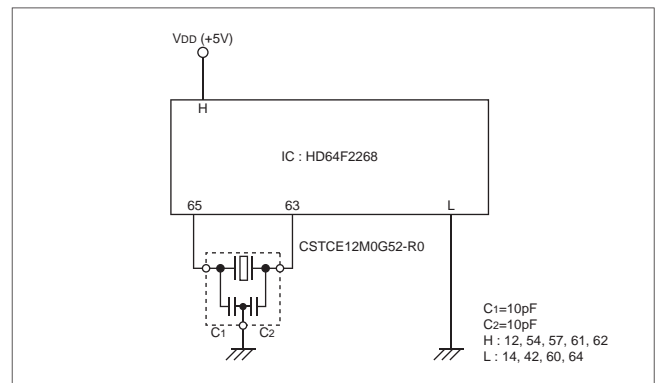 VDD (+5V)
H
IC : HD64F2268
65 63 L
CSTCE12M0G52-R0
C1 C2
C1=10pF
C2=10pF
H : 12, 54, 57, 61, 62
L : 14, 42, 60, 64